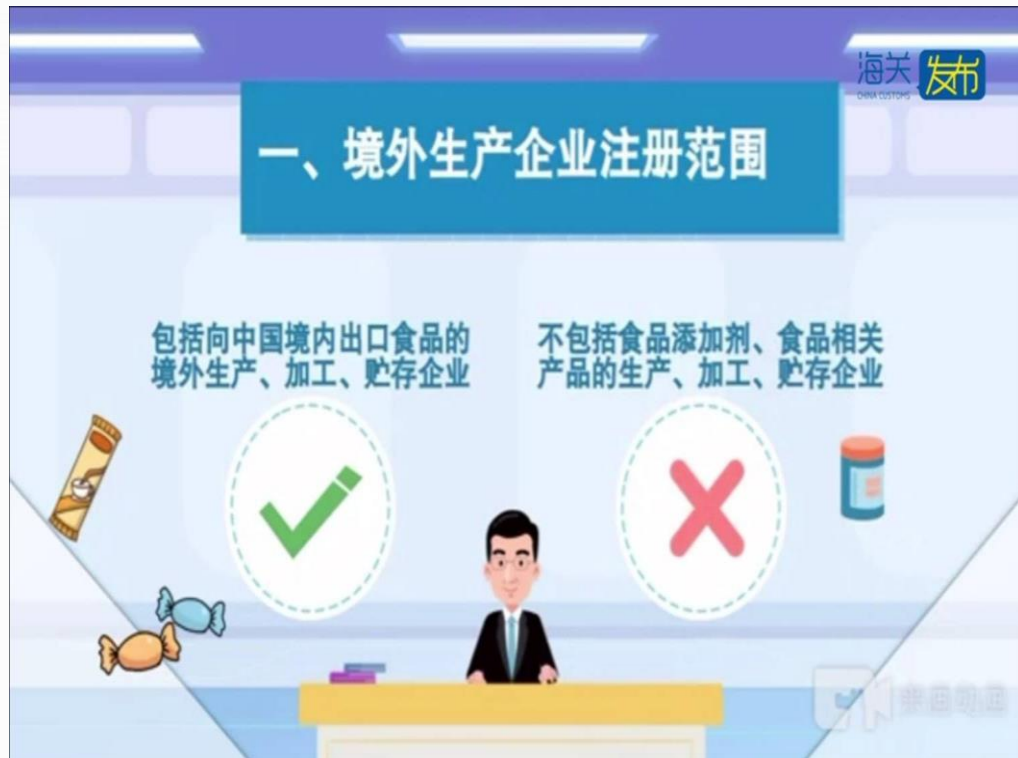 海关 发布
CHINA CUSTOMS
一、境外生产企业注册范围
包括向中国境内出口食品的
境外生产、加工、贮存企业
不包括食品添加剂、食品相关
产品的生产、加工、贮存企业